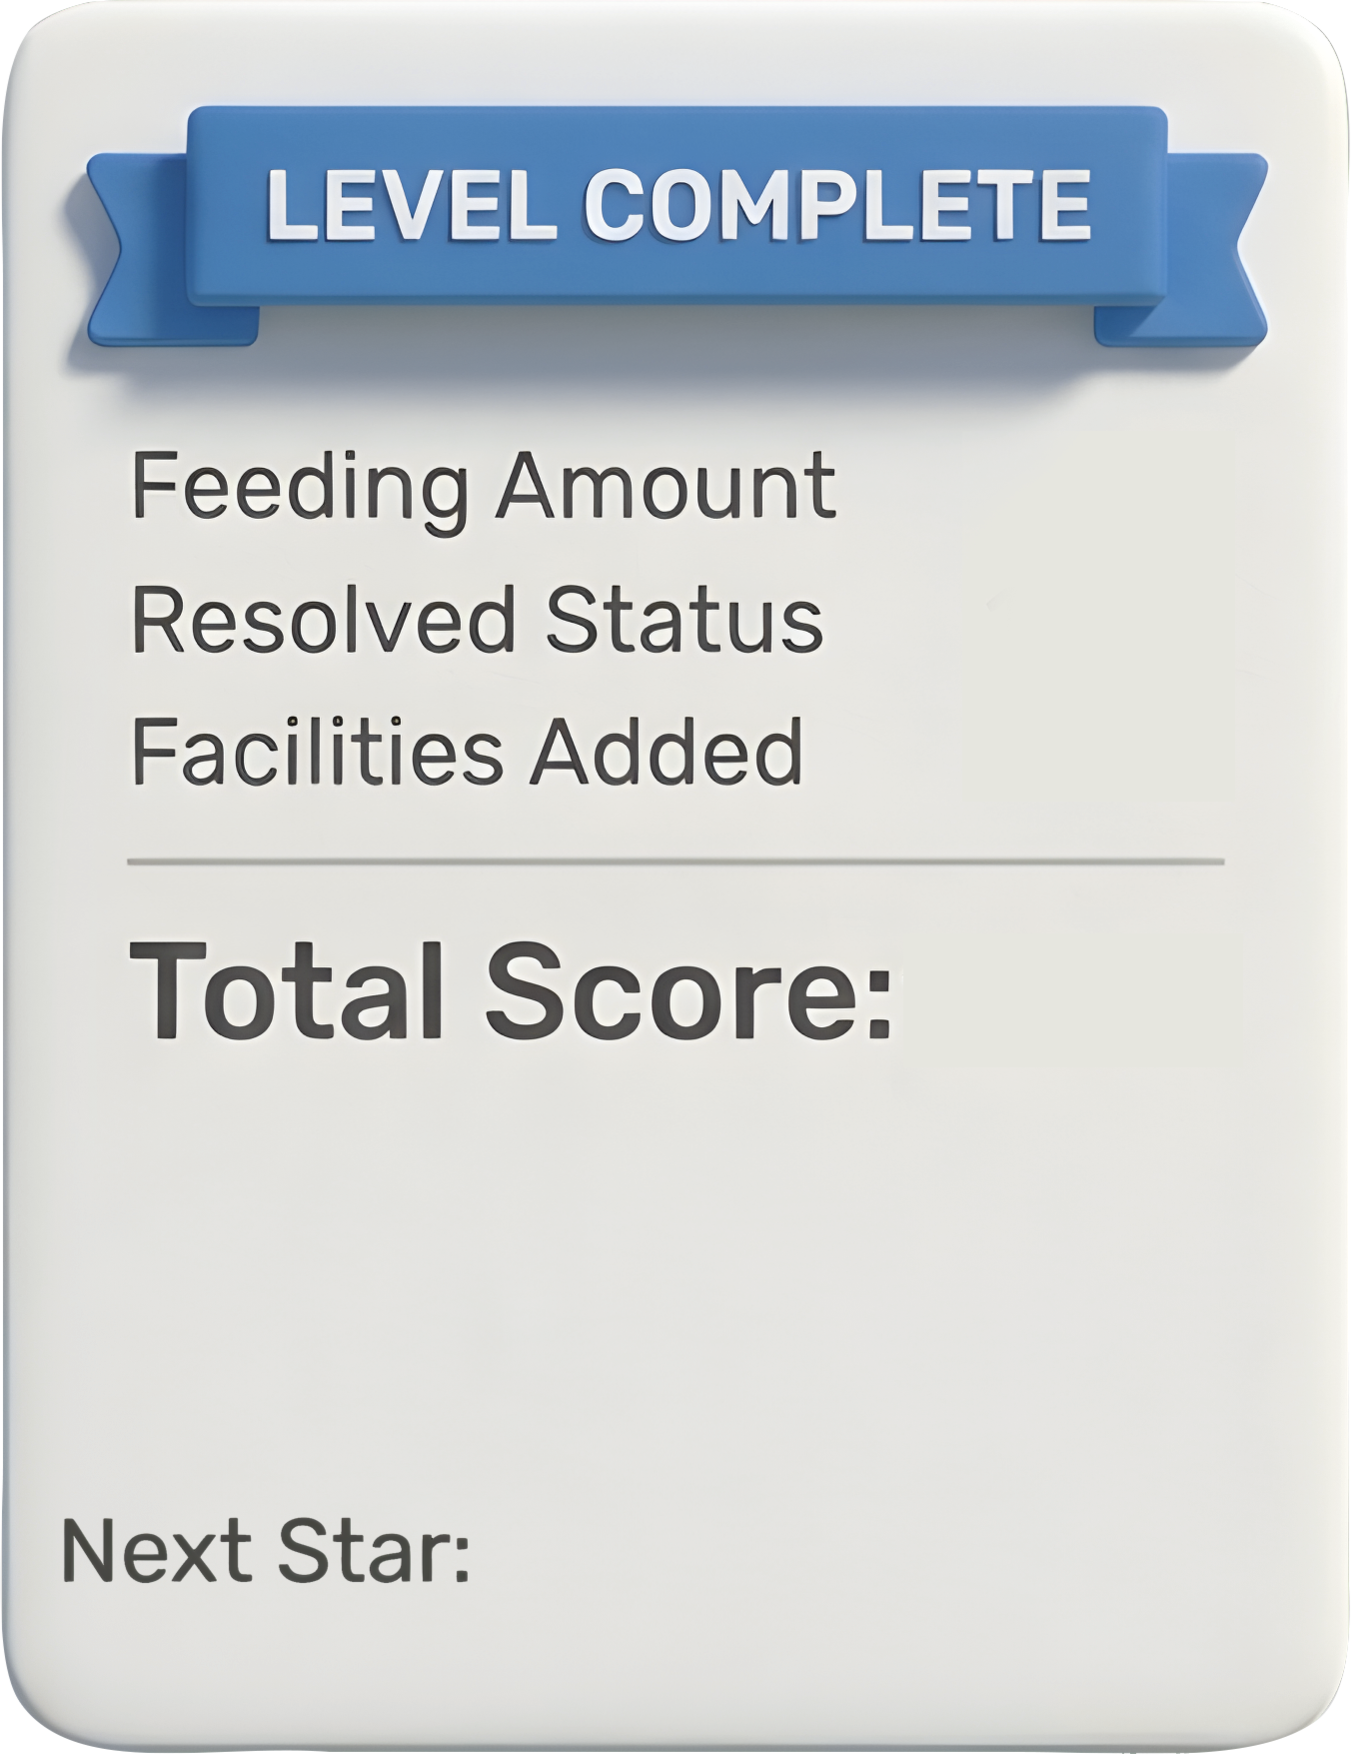 LEVEL COMPLETE
Feeding Amount
Resolved Status
Facilities Added
Total Score:
Next Star: